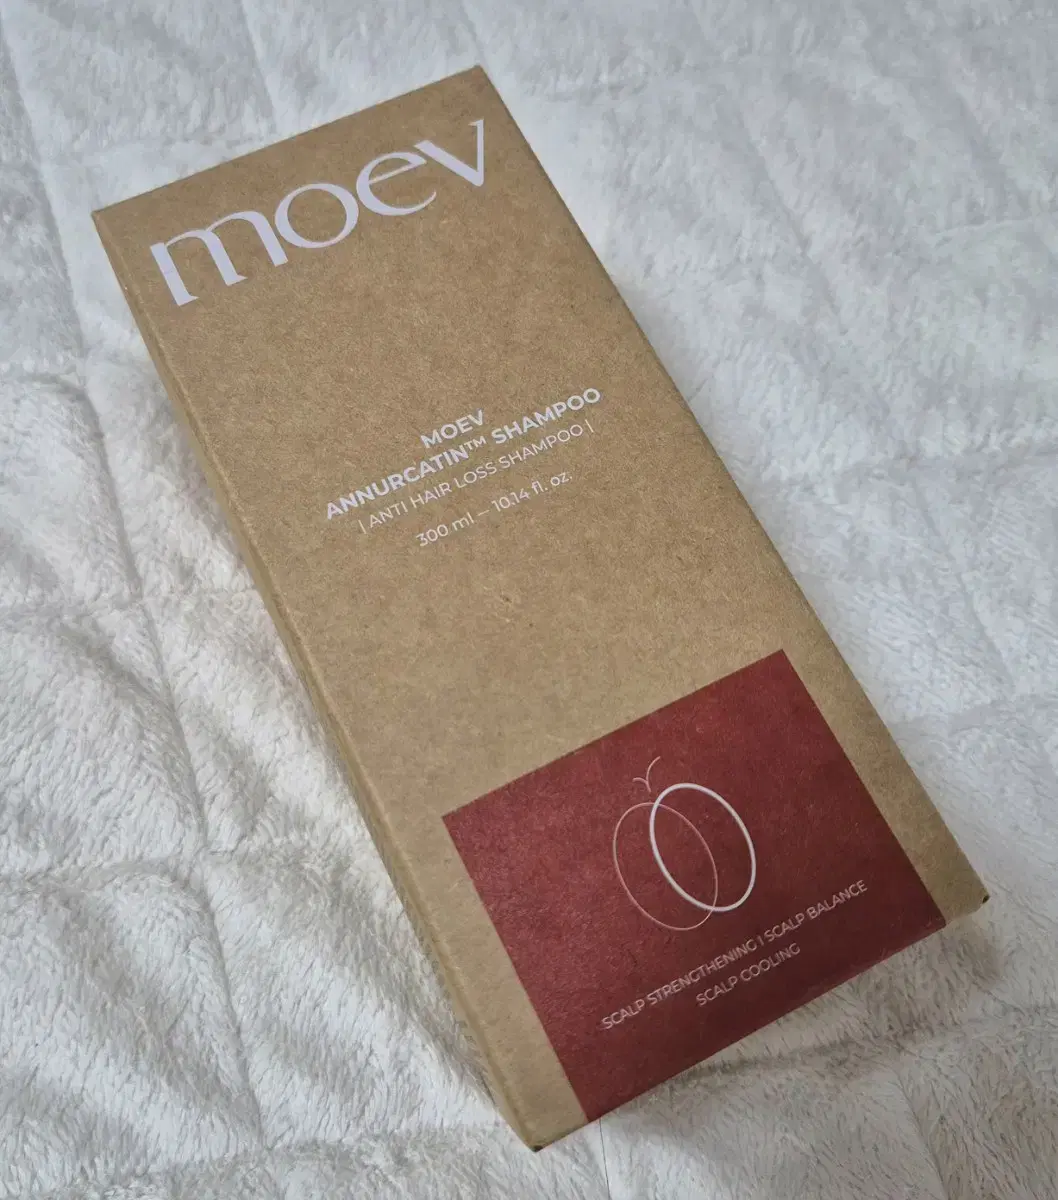 moev
MOEV
ANNURCATIN™ SHAMPOO
| ANTI HAIR LOSS SHAMPOO |
300 ml – 10.14 fl. oz.
SCALP STRENGTHENING | SCALP BALANCE
SCALP COOLING